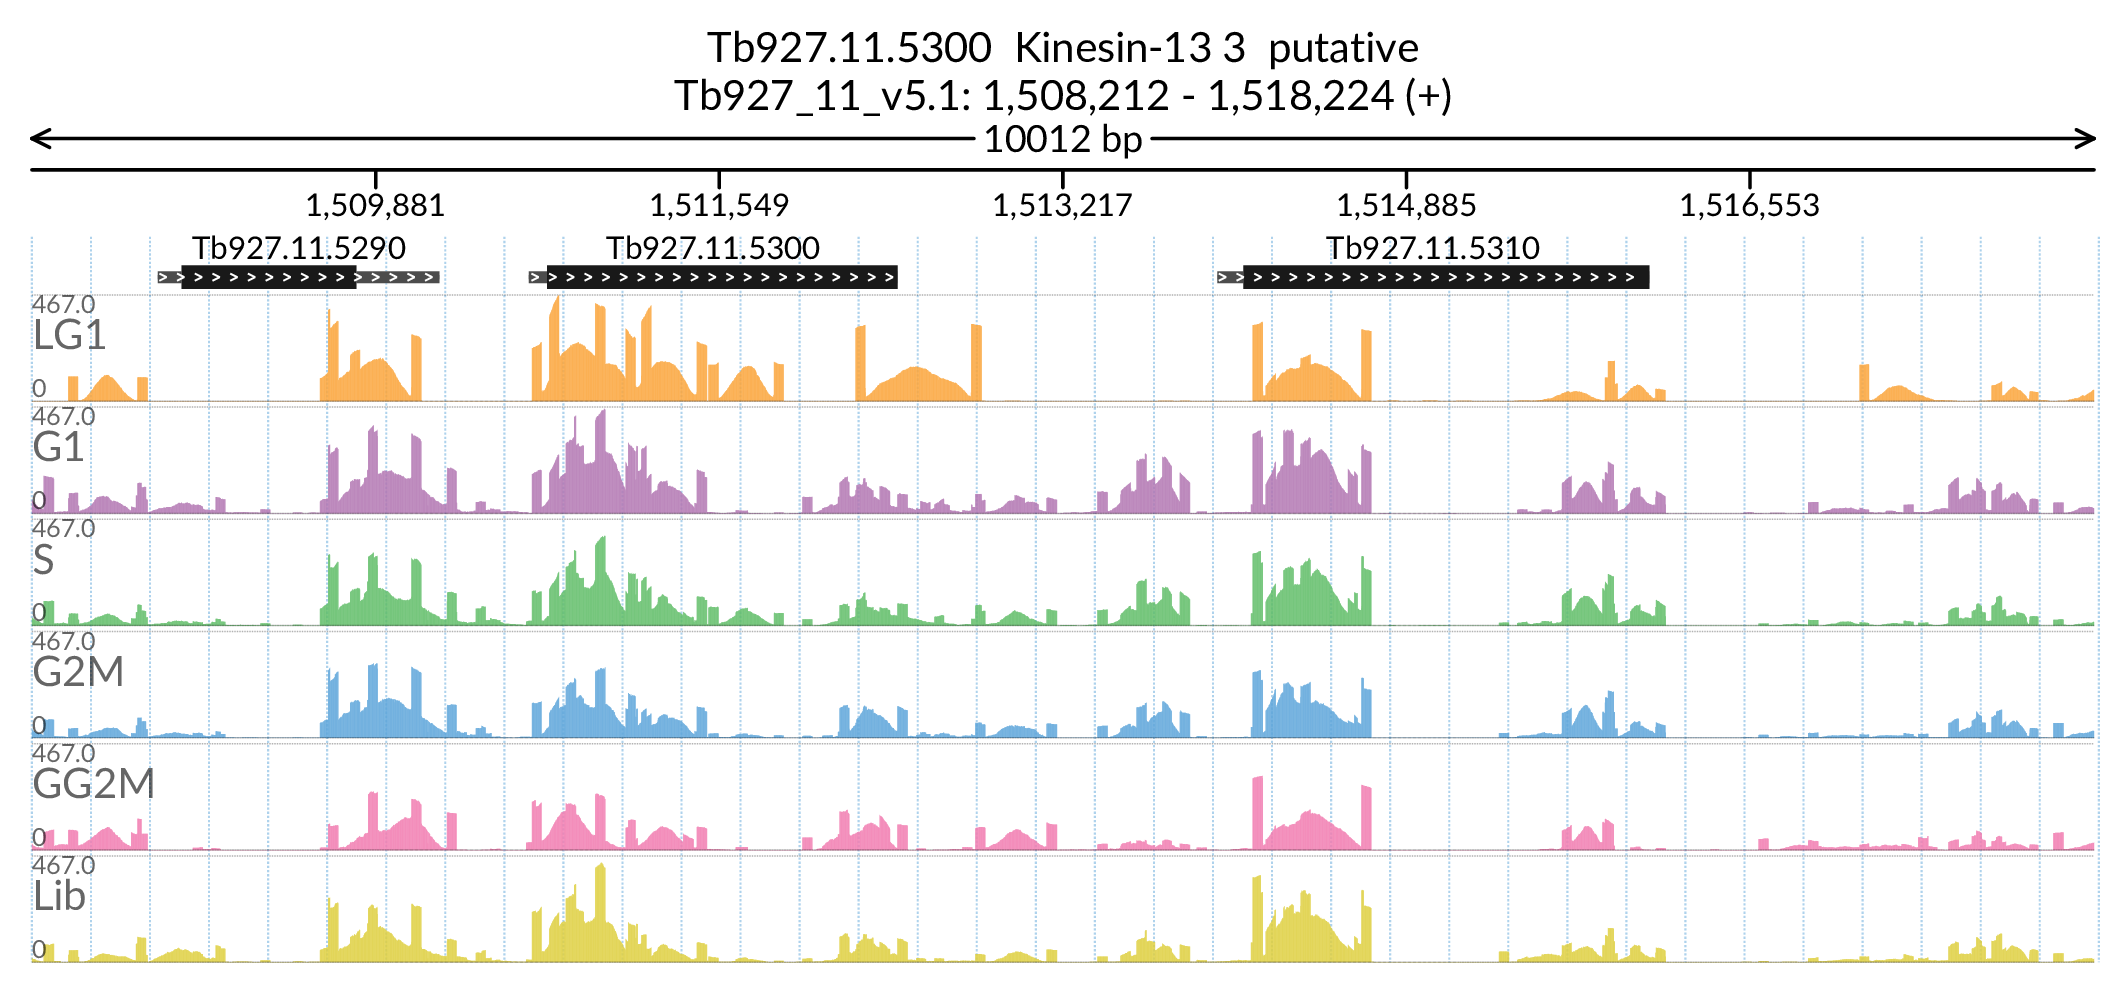 Tb927.11.5300 Kinesin-13 3 putative
Tb927_11_v5.1: 1,508,212 - 1,518,224 (+)
10012 bp
1,509,881 1,511,549 1,513,217 1,514,885 1,516,553
Tb927.11.5290 Tb927.11.5300 Tb927.11.5310
467.0
LG1
0
467.0
G1
0
467.0
S
0
467.0
G2M
0
467.0
GG2M
0
467.0
Lib
0